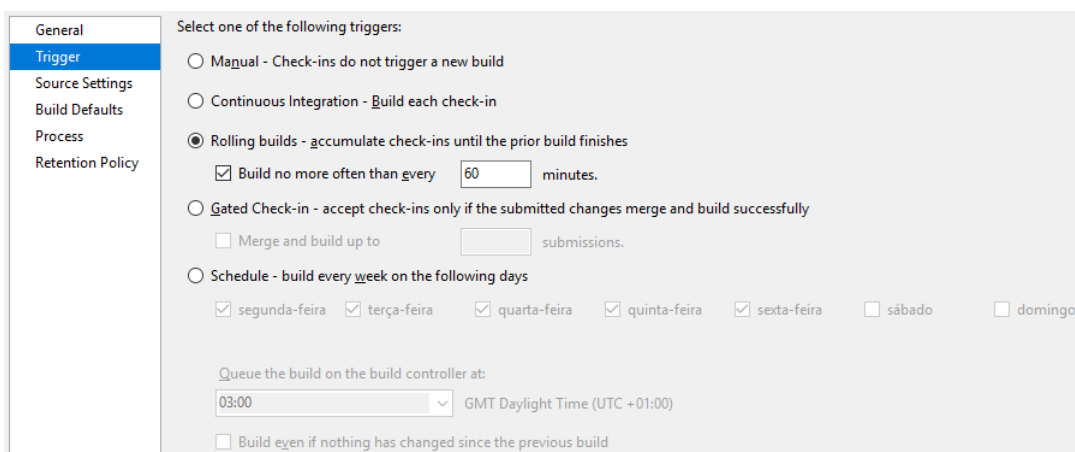 General
Trigger
Source Settings
Build Defaults
Process
Retention Policy
Select one of the following triggers:
Manual - Check-ins do not trigger a new build
Continuous Integration - Build each check-in
Rolling builds - accumulate check-ins until the prior build finishes
Build no more often than every 60 minutes.
Gated Check-in - accept check-ins only if the submitted changes merge and build successfully
Merge and build up to submissions.
Schedule - build every week on the following days
segunda-feira terça-feira quarta-feira quinta-feira sexta-feira sábado domingo
Queue the build on the build controller at:
03:00 GMT Daylight Time (UTC +01:00)
Build even if nothing has changed since the previous build